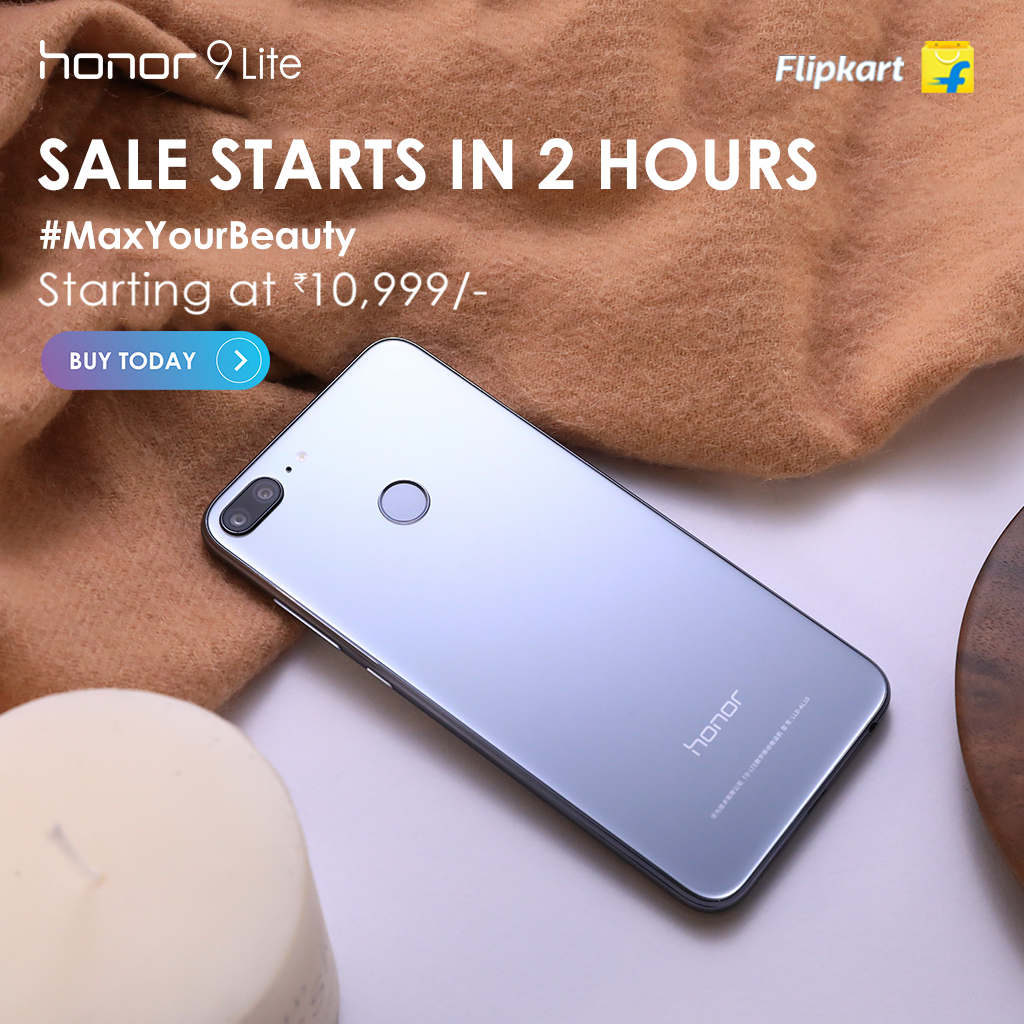 honor 9 Lite
Flipkart
SALE STARTS IN 2 HOURS
#MaxYourBeauty
Starting at ₹10,999/-
BUY TODAY
honor